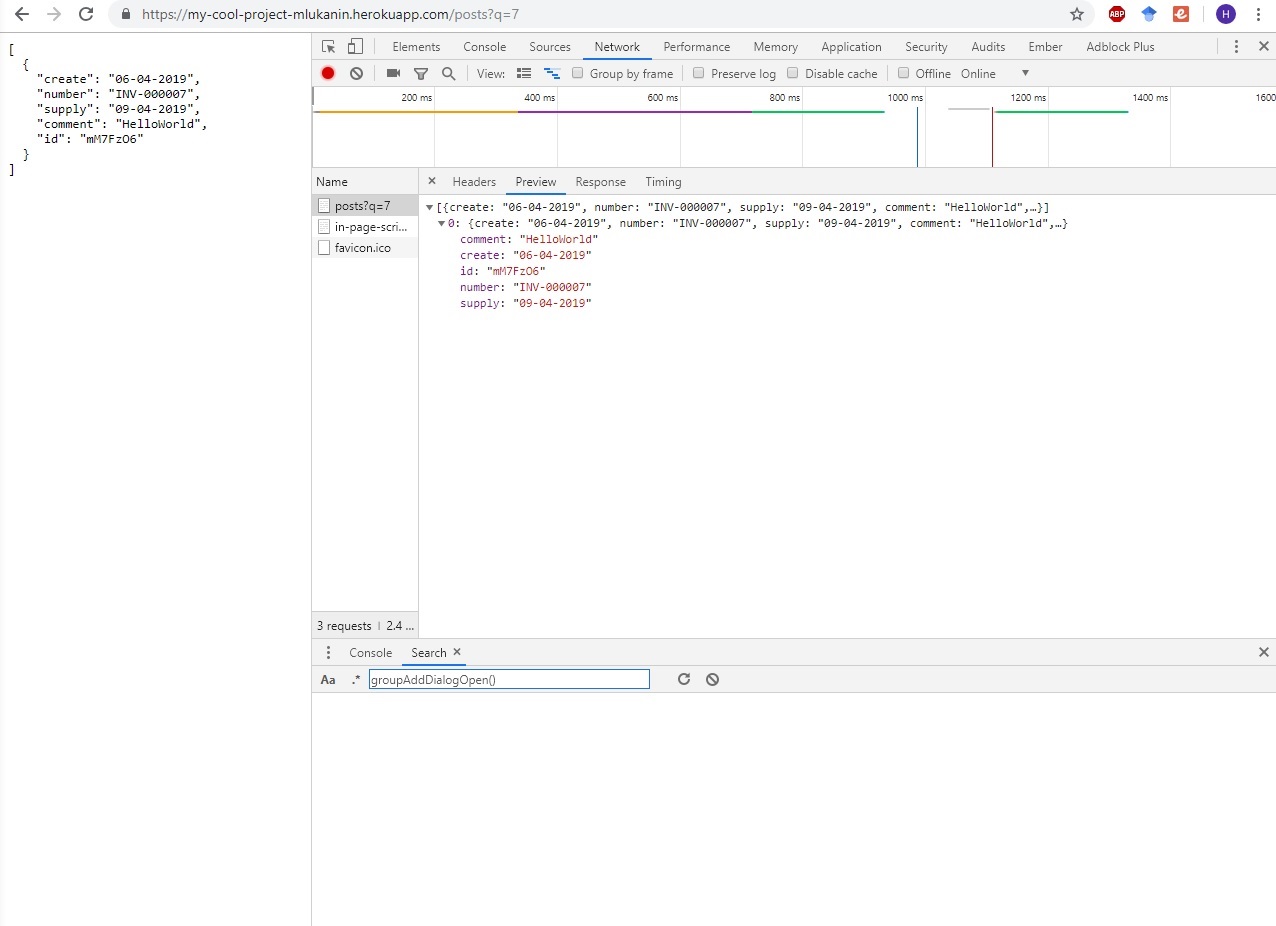 https://my-cool-project-mlukanin.herokuapp.com/posts?q=7
ABP
H
[
{
"create": "06-04-2019",
"number": "INV-000007",
"supply": "09-04-2019",
"comment": "HelloWorld",
"id": "mM7FzO6"
}
]
Elements Console Sources Network Performance Memory Application Security Audits Ember Adblock Plus
View: Group by frame Preserve log Disable cache Offline Online
200 ms 400 ms 600 ms 800 ms 1000 ms 1200 ms 1400 ms 1600
Name
posts?q=7
in-page-scri...
favicon.ico
3 requests | 2.4 ...
× Headers Preview Response Timing
[{create: "06-04-2019", number: "INV-000007", supply: "09-04-2019", comment: "HelloWorld",…}]
0: {create: "06-04-2019", number: "INV-000007", supply: "09-04-2019", comment: "HelloWorld",…}
comment: "HelloWorld"
create: "06-04-2019"
id: "mM7FzO6"
number: "INV-000007"
supply: "09-04-2019"
Console Search ×
Aa .* groupAddDialogOpen()